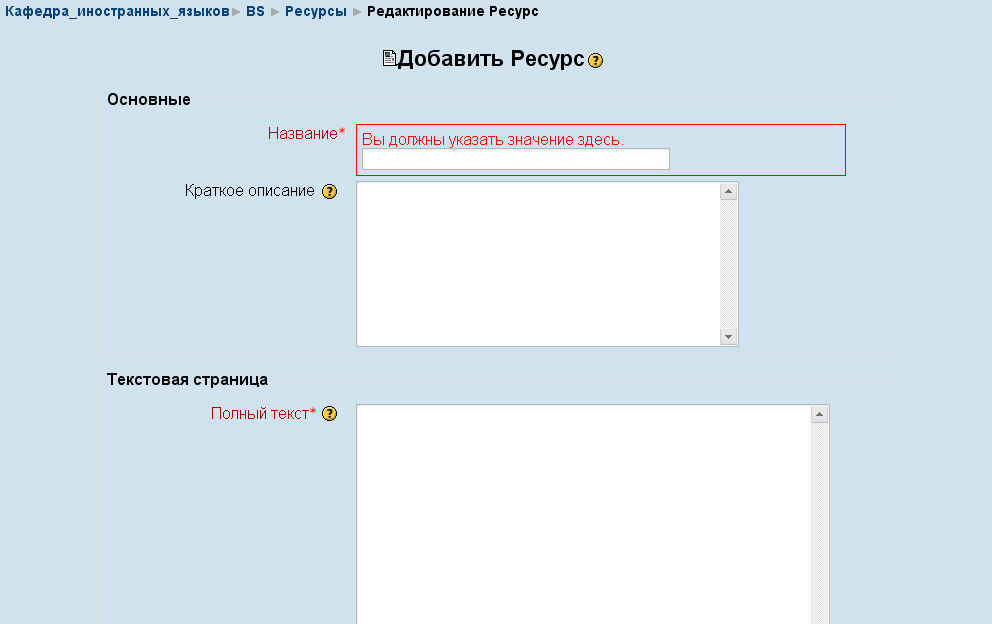 Кафедра_иностранных_языков ▶ BS ▶ Ресурсы ▶ Редактирование Ресурс
Добавить Ресурс ?
Основные
Название*
Вы должны указать значение здесь.
Краткое описание ?
Текстовая страница
Полный текст* ?